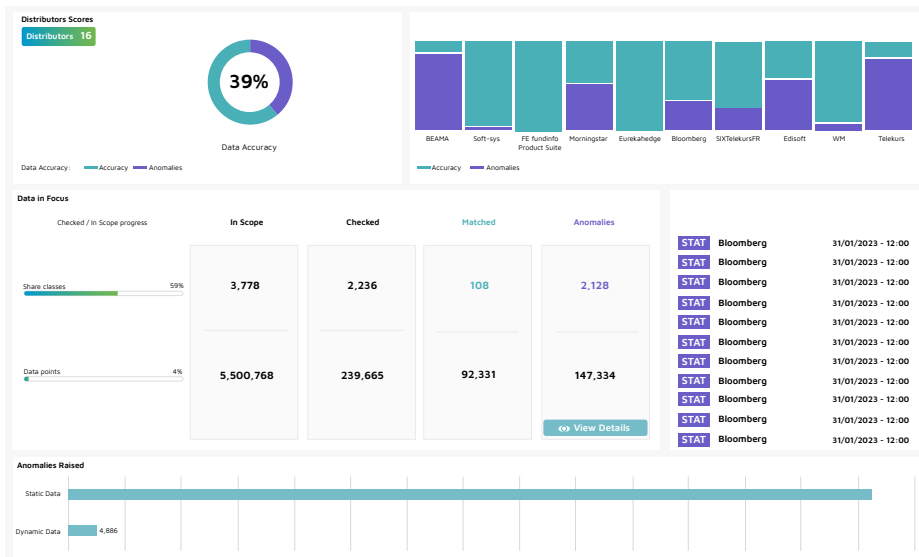 Distributors Scores
Distributors 16
39%
Data Accuracy
Data Accuracy: Accuracy Anomalies
BEAMA Soft-sys FE fundinfo Product Suite Morningstar Eurekahedge Bloomberg SIXTelekursFR Edisoft WM Telekurs
Accuracy Anomalies
Data in Focus
Checked / In Scope progress In Scope Checked Matched Anomalies
Share classes 59% 3,778 2,236 108 2,128
Data points 4% 5,500,768 239,665 92,331 147,334
View Details
STAT Bloomberg 31/01/2023 - 12:00
STAT Bloomberg 31/01/2023 - 12:00
STAT Bloomberg 31/01/2023 - 12:00
STAT Bloomberg 31/01/2023 - 12:00
STAT Bloomberg 31/01/2023 - 12:00
STAT Bloomberg 31/01/2023 - 12:00
STAT Bloomberg 31/01/2023 - 12:00
STAT Bloomberg 31/01/2023 - 12:00
STAT Bloomberg 31/01/2023 - 12:00
STAT Bloomberg 31/01/2023 - 12:00
STAT Bloomberg 31/01/2023 - 12:00
Anomalies Raised
Static Data
Dynamic Data 4,886